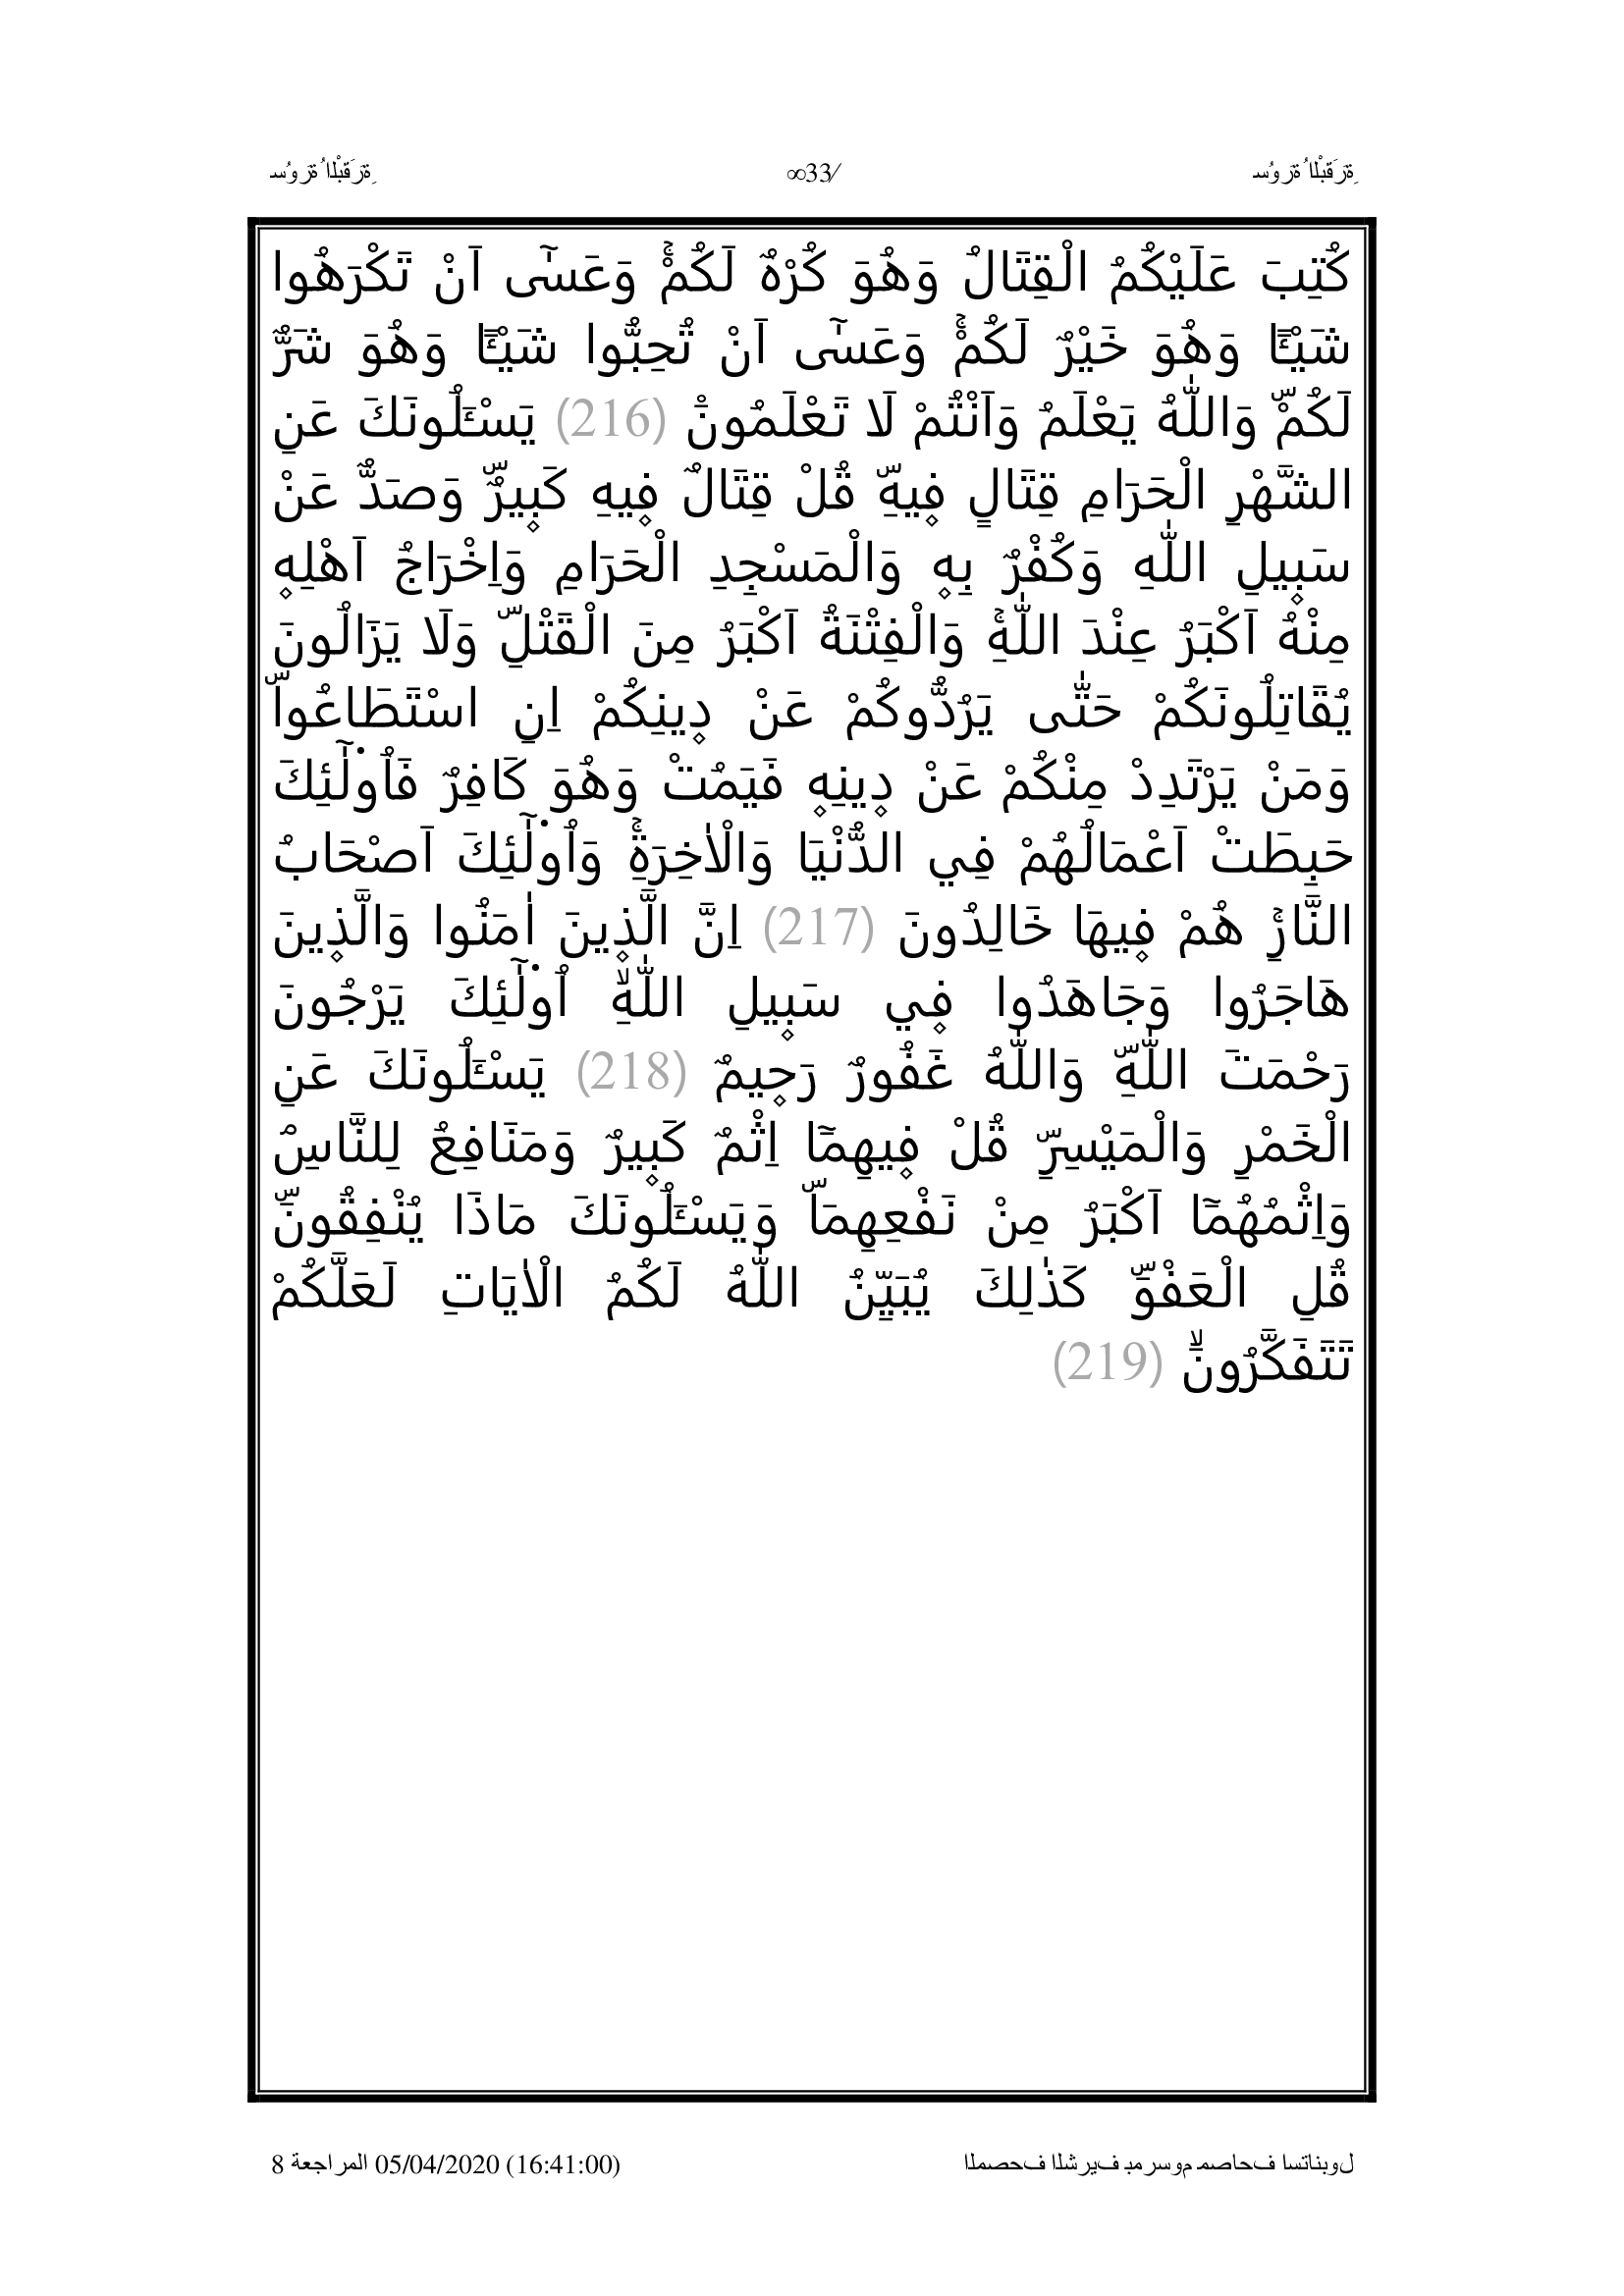 سُورَةُ الْبَقَرَةِ ∞33/ سُورَةُ الْبَقَرَةِ
كُتِبَ عَلَيْكُمُ الْقِتَالُ وَهُوَ كُرْهٌ لَكُمْۚ وَعَسٰٓى اَنْ تَكْرَهُوا
شَيْـًٔا وَهُوَ خَيْرٌ لَكُمْۚ وَعَسٰٓى اَنْ تُحِبُّوا شَيْـًٔا وَهُوَ شَرٌّ
لَكُمْۜ وَاللّٰهُ يَعْلَمُ وَاَنْتُمْ لَا تَعْلَمُونَ۟ (216) يَسْـَٔلُونَكَ عَنِ
الشَّهْرِ الْحَرَامِ قِتَالٍ ف۪يهِۜ قُلْ قِتَالٌ ف۪يهِ كَب۪يرٌۜ وَصَدٌّ عَنْ
سَب۪يلِ اللّٰهِ وَكُفْرٌ بِه۪ وَالْمَسْجِدِ الْحَرَامِ وَاِخْرَاجُ اَهْلِه۪
مِنْهُ اَكْبَرُ عِنْدَ اللّٰهِۚ وَالْفِتْنَةُ اَكْبَرُ مِنَ الْقَتْلِۜ وَلَا يَزَالُونَ
يُقَاتِلُونَكُمْ حَتّٰى يَرُدُّوكُمْ عَنْ د۪ينِكُمْ اِنِ اسْتَطَاعُواۜ
وَمَنْ يَرْتَدِدْ مِنْكُمْ عَنْ د۪ينِه۪ فَيَمُتْ وَهُوَ كَافِرٌ فَاُو۬لٰٓئِكَ
حَبِطَتْ اَعْمَالُهُمْ فِي الدُّنْيَا وَالْاٰخِرَةِۚ وَاُو۬لٰٓئِكَ اَصْحَابُ
النَّارِۚ هُمْ ف۪يهَا خَالِدُونَ (217) اِنَّ الَّذ۪ينَ اٰمَنُوا وَالَّذ۪ينَ
هَاجَرُوا وَجَاهَدُوا ف۪ي سَب۪يلِ اللّٰهِۙ اُو۬لٰٓئِكَ يَرْجُونَ
رَحْمَتَ اللّٰهِۜ وَاللّٰهُ غَفُورٌ رَح۪يمٌ (218) يَسْـَٔلُونَكَ عَنِ
الْخَمْرِ وَالْمَيْسِرِۜ قُلْ ف۪يهِمَٓا اِثْمٌ كَب۪يرٌ وَمَنَافِعُ لِلنَّاسِۘ
وَاِثْمُهُمَٓا اَكْبَرُ مِنْ نَفْعِهِمَاۜ وَيَسْـَٔلُونَكَ مَاذَا يُنْفِقُونَۜ
قُلِ الْعَفْوَۜ كَذٰلِكَ يُبَيِّنُ اللّٰهُ لَكُمُ الْاٰيَاتِ لَعَلَّكُمْ
تَتَفَكَّرُونَۙ (219)
المصحف الشريف بمرسوم مصاحف استانبول 05/04/2020 (16:41:00) المراجعة 8